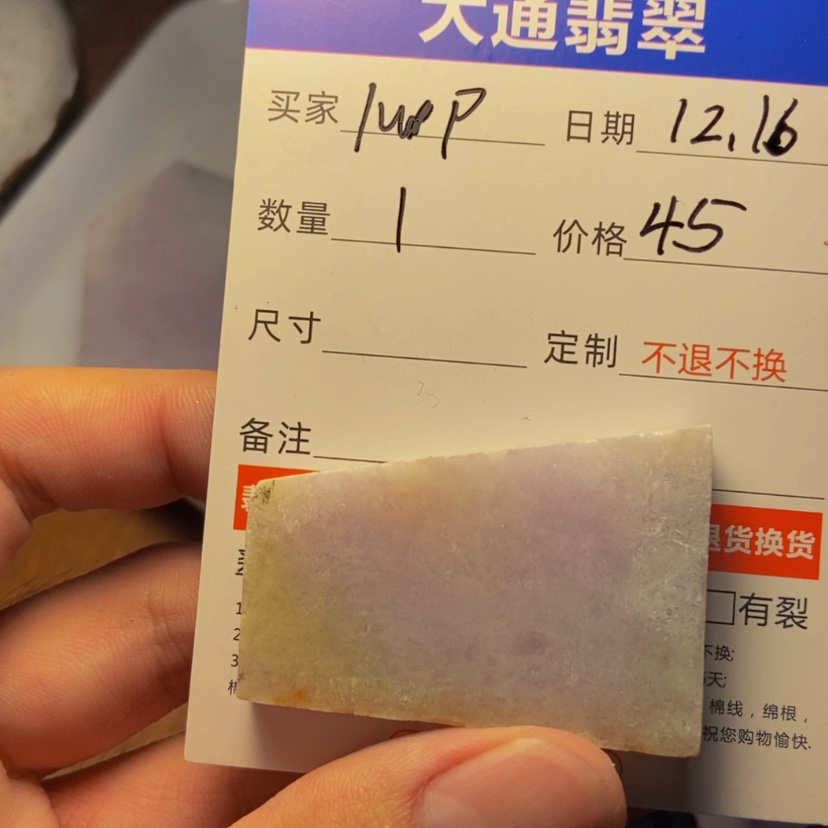 大通翡翠
买家 日期 12.16
数量 1 价格 45
尺寸 定制 不退不换
备注
退货换货
有裂
不换;
天;
棉线，绵根，
祝您购物愉快.